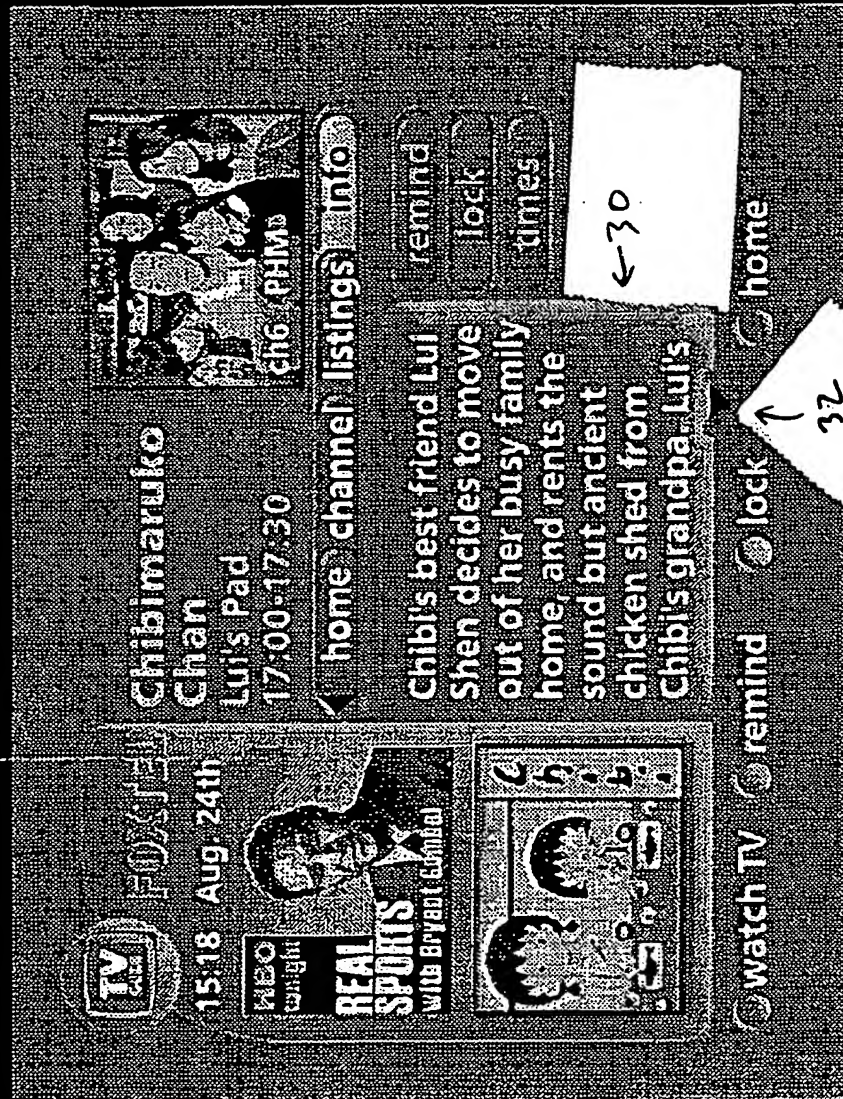 TV
FOXTEL
15:18 Aug. 24th
HBO
tonight
REAL
SPORTS
with Bryant Gumbel
Chibi
Chibimaruko
Chan
Lui's Pad
17:00-17:30
ch6
home channel listings info
Chibi's best friend Lui
Shen decides to move
out of her busy family
home, and rents the
sound but ancient
chicken shed from
Chibi's grandpa. Lui's
remind
lock
times
←30
32
watch TV remind lock home